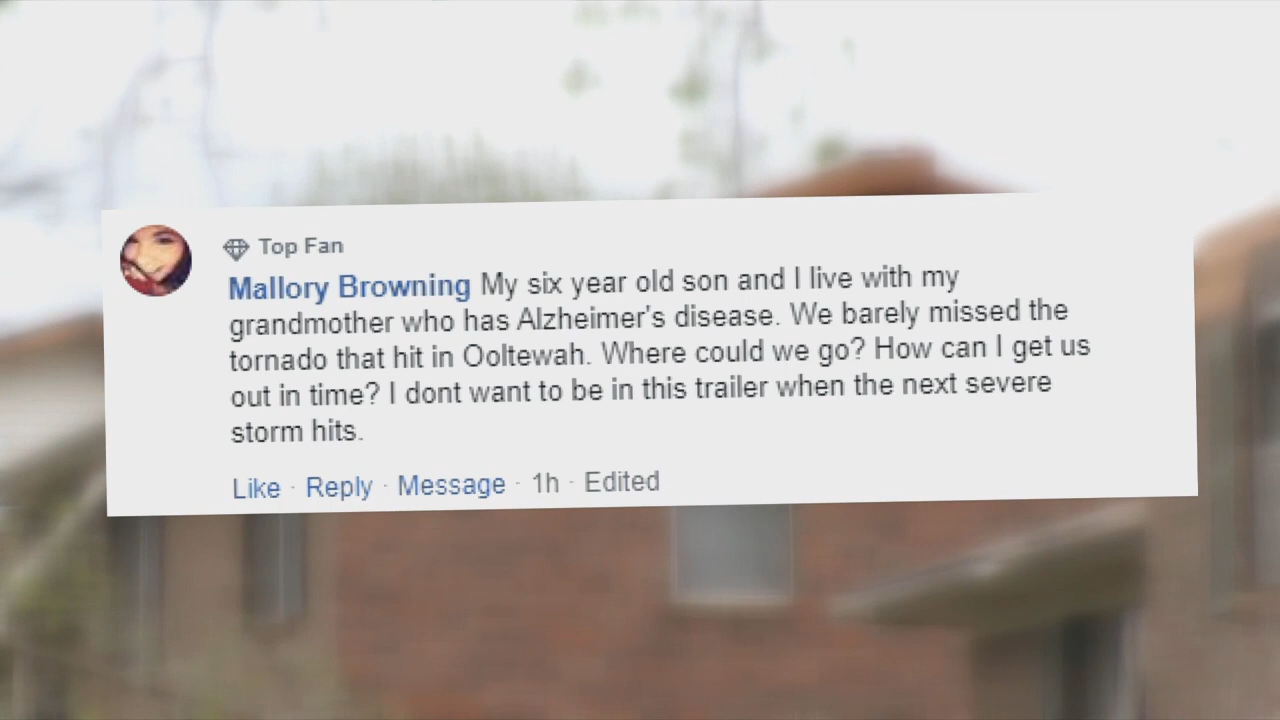 Top Fan
Mallory Browning My six year old son and I live with my
grandmother who has Alzheimer's disease. We barely missed the
tornado that hit in Ooltewah. Where could we go? How can I get us
out in time? I dont want to be in this trailer when the next severe
storm hits.
Like · Reply · Message · 1h · Edited